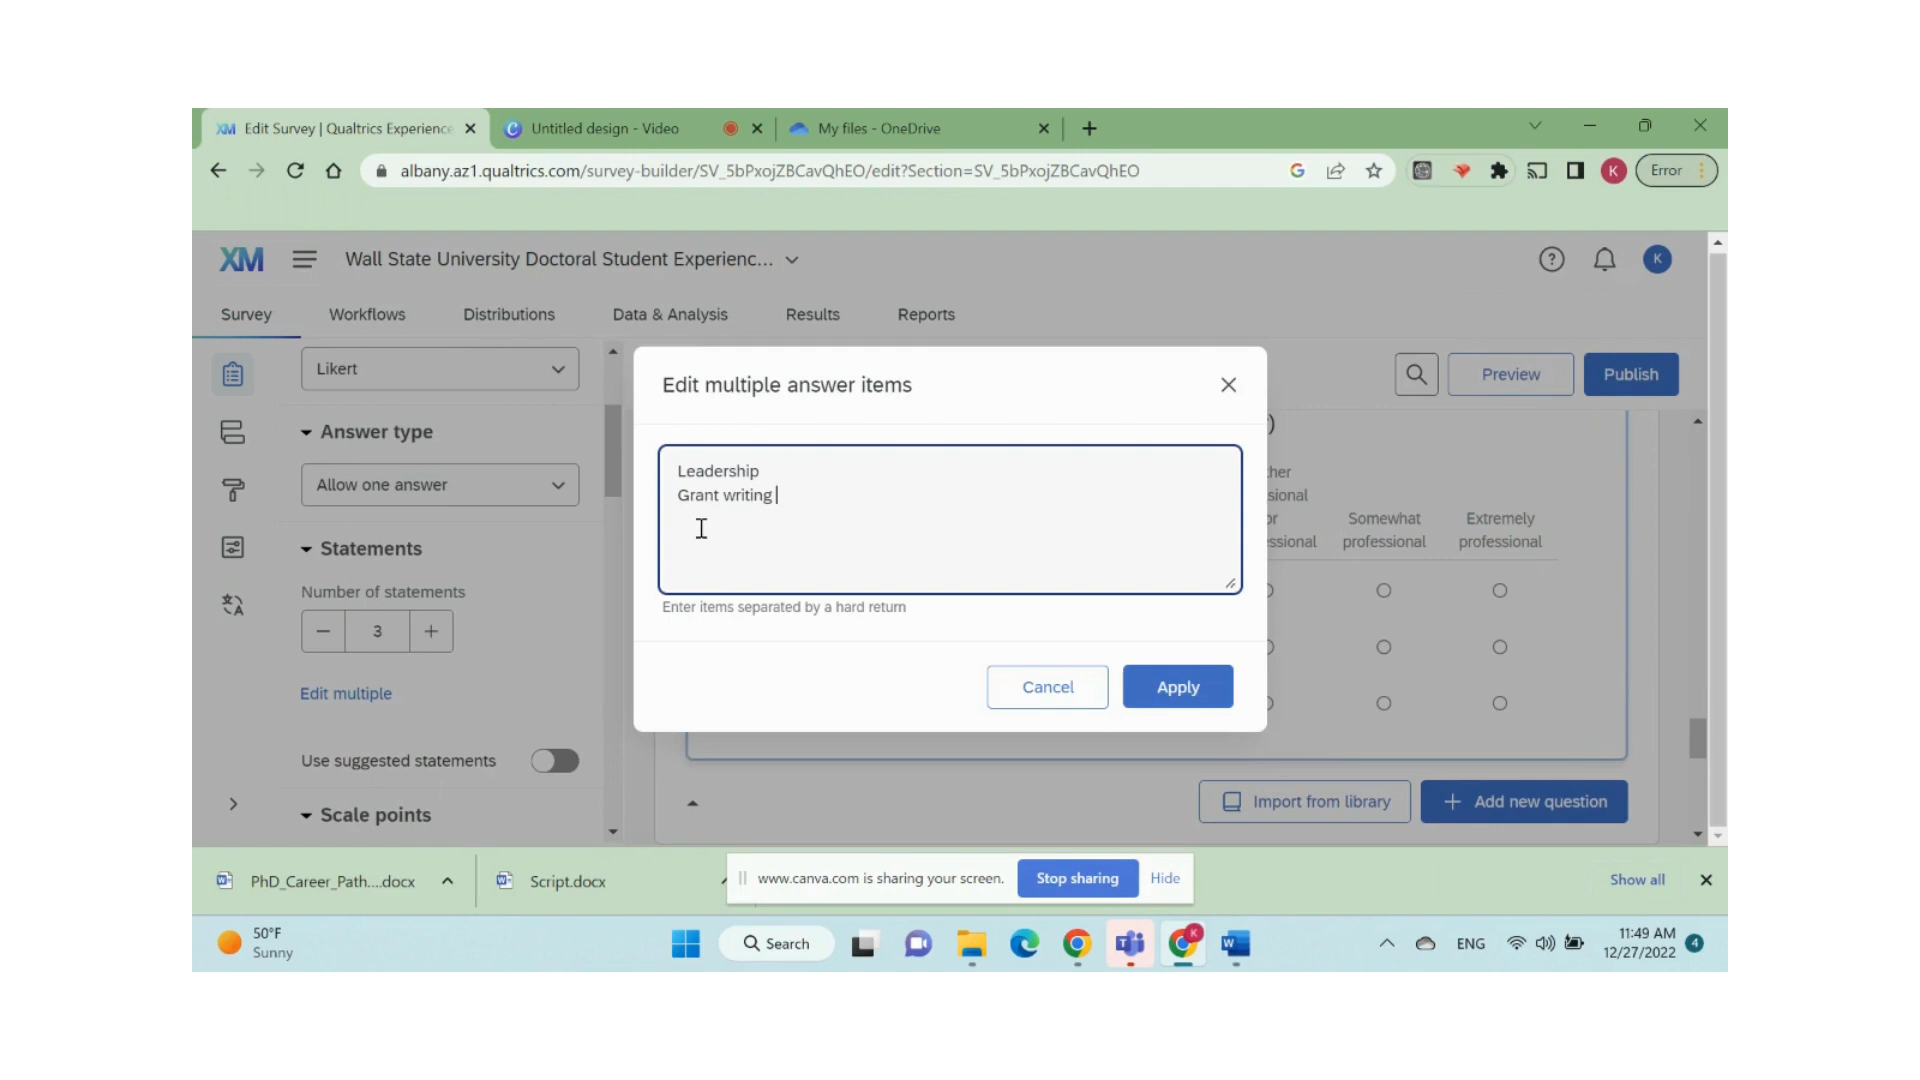 XM Edit Survey | Qualtrics Experience
Untitled design - Video
My files - OneDrive
albany.az1.qualtrics.com/survey-builder/SV_5bPxojZBCavQhEO/edit?Section=SV_5bPxojZBCavQhEO
G
K
Error
XM
Wall State University Doctoral Student Experienc...
?
K
Survey
Workflows
Distributions
Data & Analysis
Results
Reports
Likert
Answer type
Allow one answer
Statements
Number of statements
3
Edit multiple
Use suggested statements
Scale points
Preview
Publish
Edit multiple answer items
Leadership
Grant writing
Enter items separated by a hard return
Cancel
Apply
Somewhat professional
Extremely professional
Import from library
Add new question
PhD_Career_Path....docx
Script.docx
www.canva.com is sharing your screen.
Stop sharing
Hide
Show all
50°F
Sunny
Search
ENG
11:49 AM
12/27/2022
4